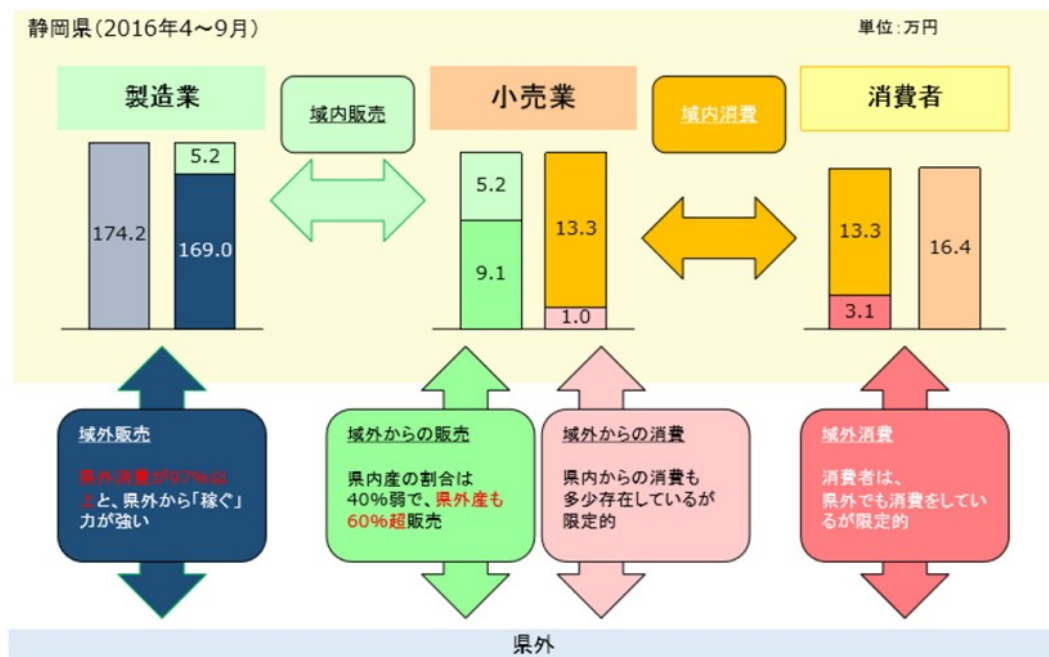 静岡県(2016年4～9月)
単位:万円
製造業
域内販売
小売業
域内消費
消費者
174.2
5.2
169.0
5.2
9.1
13.3
1.0
13.3
3.1
16.4
域外販売
県外消費が97%以
上と、県外から「稼ぐ」
力が強い
域外からの販売
県内産の割合は
40%弱で、県外産も
60%超販売
域外からの消費
県内からの消費も
多少存在しているが
限定的
域外消費
消費者は、
県外でも消費をしてい
るが限定的
県外